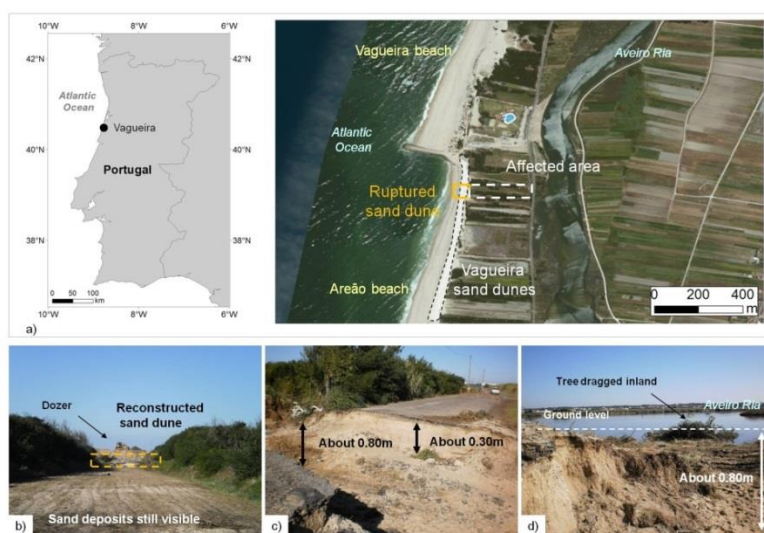 10°W
8°W
6°W
42°N
Atlantic
Ocean
Vagueira
40°N
Portugal
38°N
0 50 100
km
10°W
8°W
6°W
a)
Vagueira beach
Aveiro Ria
Atlantic
Ocean
Affected area
Ruptured
sand dune
Areão beach
Vagueira
sand dunes
0 200 400
m
Dozer
Reconstructed
sand dune
Sand deposits still visible
b)
About 0.80m
About 0.30m
c)
Tree dragged inland
Aveiro Ria
Ground level
About 0.80m
d)